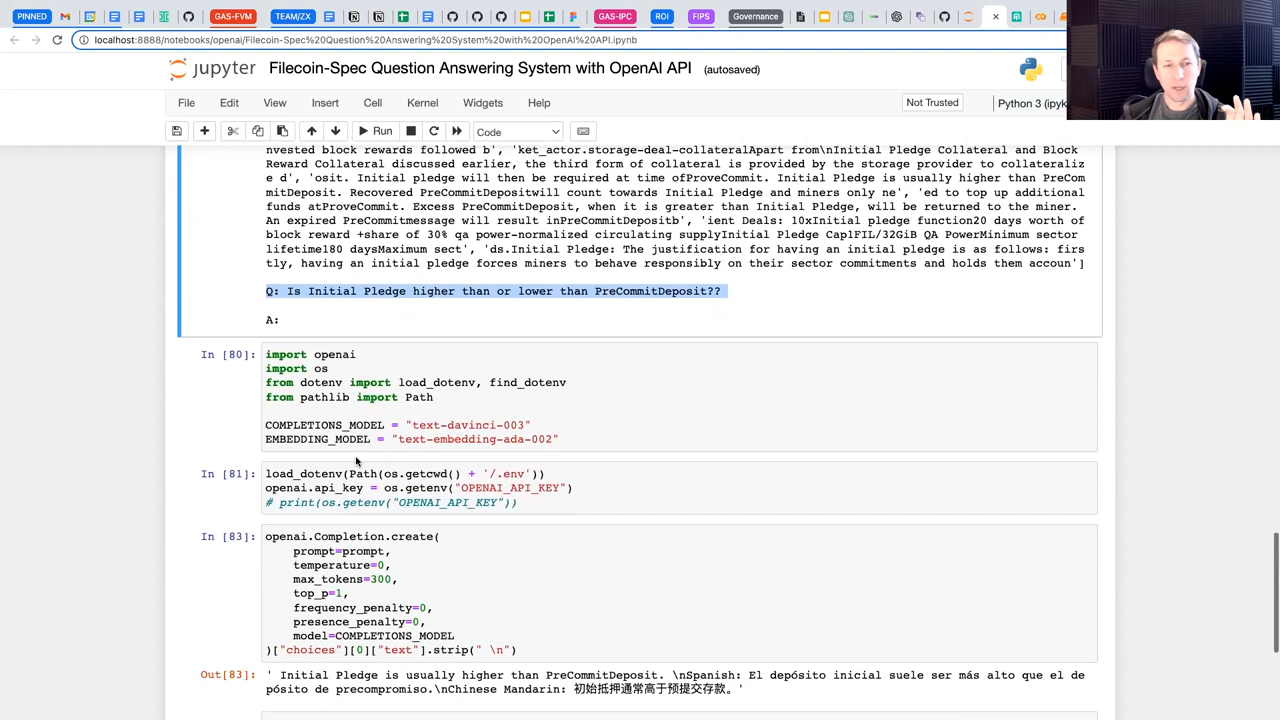 PINNED GAS-FVM TEAM/ZX GAS-IPC ROI FIPS Governance
localhost:8888/notebooks/openai/Filecoin-Spec%20Question%20Answering%20System%20with%20OpenAI%20API.ipynb
jupyter Filecoin-Spec Question Answering System with OpenAI API (autosaved)
File Edit View Insert Cell Kernel Widgets Help Not Trusted Python 3 (ipyk
Run Code
nvested block rewards followed b', 'ket_actor.storage-deal-collateralApart from\nInitial Pledge Collateral and Block
Reward Collateral discussed earlier, the third form of collateral is provided by the storage provider to collateraliz
e d', 'osit. Initial pledge will then be required at time ofProveCommit. Initial Pledge is usually higher than PreCom
mitDeposit. Recovered PreCommitDepositwill count towards Initial Pledge and miners only ne', 'ed to top up additional
funds atProveCommit. Excess PreCommitDeposit, when it is greater than Initial Pledge, will be returned to the miner.
An expired PreCommitmessage will result inPreCommitDepositb', 'ient Deals: 10xInitial pledge function20 days worth of
block reward +share of 30% qa power-normalized circulating supplyInitial Pledge Cap1FIL/32GiB QA PowerMinimum sector
lifetime180 daysMaximum sect', 'ds.Initial Pledge: The justification for having an initial pledge is as follows: firs
tly, having an initial pledge forces miners to behave responsibly on their sector commitments and holds them accoun']
Q: Is Initial Pledge higher than or lower than PreCommitDeposit??
A:
In [80]: import openai
import os
from dotenv import load_dotenv, find_dotenv
from pathlib import Path
COMPLETIONS_MODEL = "text-davinci-003"
EMBEDDING_MODEL = "text-embedding-ada-002"
In [81]: load_dotenv(Path(os.getcwd() + '/.env'))
openai.api_key = os.getenv("OPENAI_API_KEY")
# print(os.getenv("OPENAI_API_KEY"))
In [83]: openai.Completion.create(
prompt=prompt,
temperature=0,
max_tokens=300,
top_p=1,
frequency_penalty=0,
presence_penalty=0,
model=COMPLETIONS_MODEL
)["choices"][0]["text"].strip(" \n")
Out[83]: ' Initial Pledge is usually higher than PreCommitDeposit. \nSpanish: El depósito inicial suele ser más alto que el de
pósito de precompromiso.\nChinese Mandarin: 初始抵押通常高于预提交存款。'